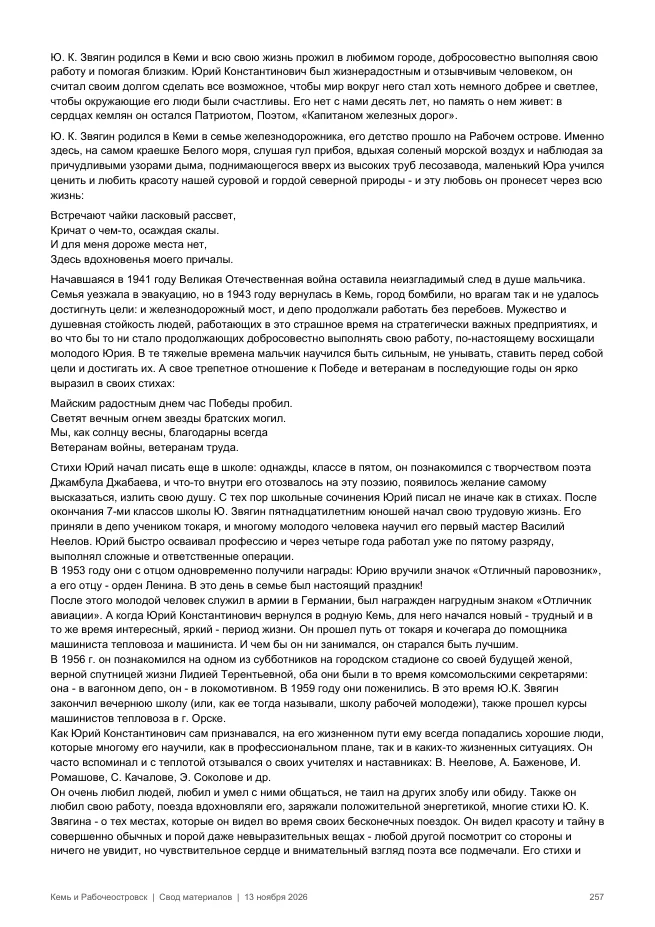 Ю. К. Звягин родился в Кеми и всю свою жизнь прожил в любимом городе, добросовестно выполняя свою
работу и помогая близким. Юрий Константинович был жизнерадостным и отзывчивым человеком, он
считал своим долгом сделать все возможное, чтобы мир вокруг него стал хоть немного добрее и светлее,
чтобы окружающие его люди были счастливы. Его нет с нами десять лет, но память о нем живет: в
сердцах кемлян он остался Патриотом, Поэтом, «Капитаном железных дорог».
Ю. К. Звягин родился в Кеми в семье железнодорожника, его детство прошло на Рабочем острове. Именно
здесь, на самом краешке Белого моря, слушая гул прибоя, вдыхая соленый морской воздух и наблюдая за
причудливыми узорами дыма, поднимающегося вверх из высоких труб лесозавода, маленький Юра учился
ценить и любить красоту нашей суровой и гордой северной природы - и эту любовь он пронесет через всю
жизнь:
Встречают чайки ласковый рассвет,
Кричат о чем-то, осаждая скалы.
И для меня дороже места нет,
Здесь вдохновенья моего причалы.
Начавшаяся в 1941 году Великая Отечественная война оставила неизгладимый след в душе мальчика.
Семья уезжала в эвакуацию, но в 1943 году вернулась в Кемь, город бомбили, но врагам так и не удалось
достигнуть цели: и железнодорожный мост, и депо продолжали работать без перебоев. Мужество и
душевная стойкость людей, работающих в это страшное время на стратегически важных предприятиях, и
во что бы то ни стало продолжающих добросовестно выполнять свою работу, по-настоящему восхищали
молодого Юрия. В те тяжелые времена мальчик научился быть сильным, не унывать, ставить перед собой
цели и достигать их. А свое трепетное отношение к Победе и ветеранам в последующие годы он ярко
выразил в своих стихах:
Майским радостным днем час Победы пробил.
Светят вечным огнем звезды братских могил.
Мы, как солнцу весны, благодарны всегда
Ветеранам войны, ветеранам труда.
Стихи Юрий начал писать еще в школе: однажды, классе в пятом, он познакомился с творчеством поэта
Джамбула Джабаева, и что-то внутри его отозвалось на эту поэзию, появилось желание самому
высказаться, излить свою душу. С тех пор школьные сочинения Юрий писал не иначе как в стихах. После
окончания 7-ми классов школы Ю. Звягин пятнадцатилетним юношей начал свою трудовую жизнь. Его
приняли в депо учеником токаря, и многому молодого человека научил его первый мастер Василий
Неелов. Юрий быстро осваивал профессию и через четыре года работал уже по пятому разряду,
выполнял сложные и ответственные операции.
В 1953 году они с отцом одновременно получили награды: Юрию вручили значок «Отличный паровозник»,
а его отцу - орден Ленина. В это день в семье был настоящий праздник!
После этого молодой человек служил в армии в Германии, был награжден нагрудным знаком «Отличник
авиации». А когда Юрий Константинович вернулся в родную Кемь, для него начался новый - трудный и в
то же время интересный, яркий - период жизни. Он прошел путь от токаря и кочегара до помощника
машиниста тепловоза и машиниста. И чем бы он ни занимался, он старался быть лучшим.
В 1956 г. он познакомился на одном из субботников на городском стадионе со своей будущей женой,
верной спутницей жизни Лидией Терентьевной, оба они были в то время комсомольскими секретарями:
она - в вагонном депо, он - в локомотивном. В 1959 году они поженились. В это время Ю.К. Звягин
закончил вечернюю школу (или, как ее тогда называли, школу рабочей молодежи), также прошел курсы
машинистов тепловоза в г. Орске.
Как Юрий Константинович сам признавался, на его жизненном пути ему всегда попадались хорошие люди,
которые многому его научили, как в профессиональном плане, так и в каких-то жизненных ситуациях. Он
часто вспоминал и с теплотой отзывался о своих учителях и наставниках: В. Неелове, А. Баженове, И.
Ромашове, С. Качалове, Э. Соколове и др.
Он очень любил людей, любил и умел с ними общаться, не таил на других злобу или обиду. Также он
любил свою работу, поезда вдохновляли его, заряжали положительной энергетикой, многие стихи Ю. К.
Звягина - о тех местах, которые он видел во время своих бесконечных поездок. Он видел красоту и тайну в
совершенно обычных и порой даже невыразительных вещах - любой другой посмотрит со стороны и
ничего не увидит, но чувствительное сердце и внимательный взгляд поэта все подмечали. Его стихи и
Кемь и Рабочеостровск | Свод материалов | 13 ноября 2026
257